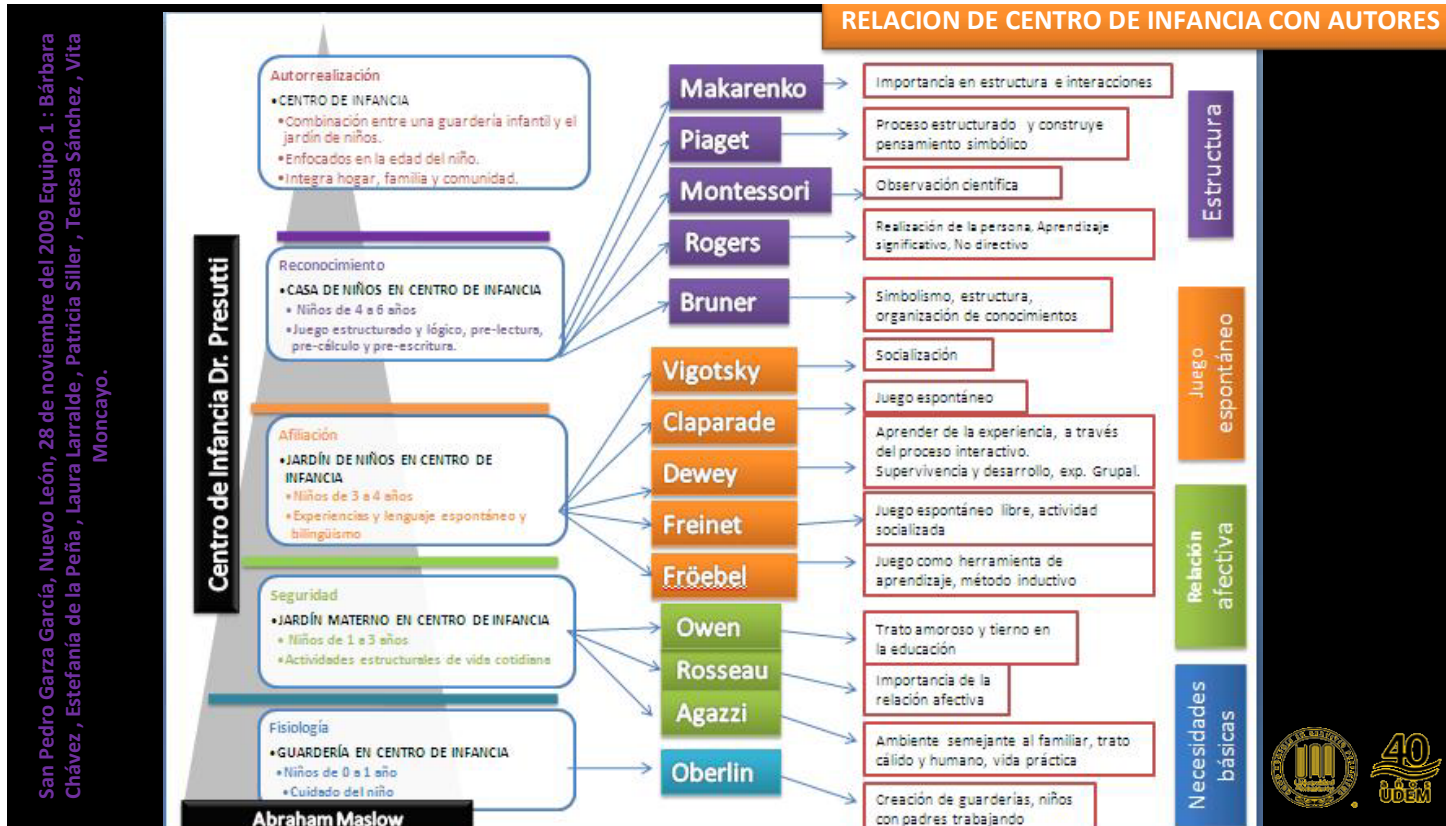 RELACION DE CENTRO DE INFANCIA CON AUTORES
San Pedro Garza García, Nuevo León, 28 de noviembre del 2009 Equipo 1 : Bárbara
Chávez , Estefanía de la Peña , Laura Larralde , Patricia Siller , Teresa Sánchez , Vita
Moncayo.
Centro de Infancia Dr. Presutti
Autorrealización
•CENTRO DE INFANCIA
•Combinación entre una guardería infantil y el
jardín de niños.
•Enfocados en la edad del niño.
•Integra hogar, familia y comunidad.
Reconocimiento
•CASA DE NIÑOS EN CENTRO DE INFANCIA
•Niños de 4 a 6 años
•Juego estructurado y lógico, pre-lectura,
pre-cálculo y pre-escritura.
Afiliación
•JARDÍN DE NIÑOS EN CENTRO DE
INFANCIA
•Niños de 3 a 4 años
•Experiencias y lenguaje espontáneo y
bilingüismo
Seguridad
•JARDÍN MATERNO EN CENTRO DE INFANCIA
•Niños de 1 a 3 años
•Actividades estructurales de vida cotidiana
Fisiología
•GUARDERÍA EN CENTRO DE INFANCIA
•Niños de 0 a 1 año
•Cuidado del niño
Abraham Maslow
Makarenko
Importancia en estructura e interacciones
Piaget
Proceso estructurado y construye
pensamiento simbólico
Montessori
Observación científica
Rogers
Realización de la persona, Aprendizaje
significativo, No directivo
Bruner
Simbolismo, estructura,
organización de conocimientos
Vigotsky
Socialización
Claparade
Juego espontáneo
Dewey
Aprender de la experiencia, a través
del proceso interactivo.
Supervivencia y desarrollo, exp. Grupal.
Freinet
Juego espontáneo libre, actividad
socializada
Fröebel
Juego como herramienta de
aprendizaje, método inductivo
Owen
Trato amoroso y tierno en
la educación
Rosseau
Importancia de la
relación afectiva
Agazzi
Ambiente semejante al familiar, trato
cálido y humano, vida práctica
Oberlin
Creación de guarderías, niños
con padres trabajando
Estructura
Juego
espontáneo
Relación
afectiva
Necesidades
básicas
40
AÑOS
UDEM